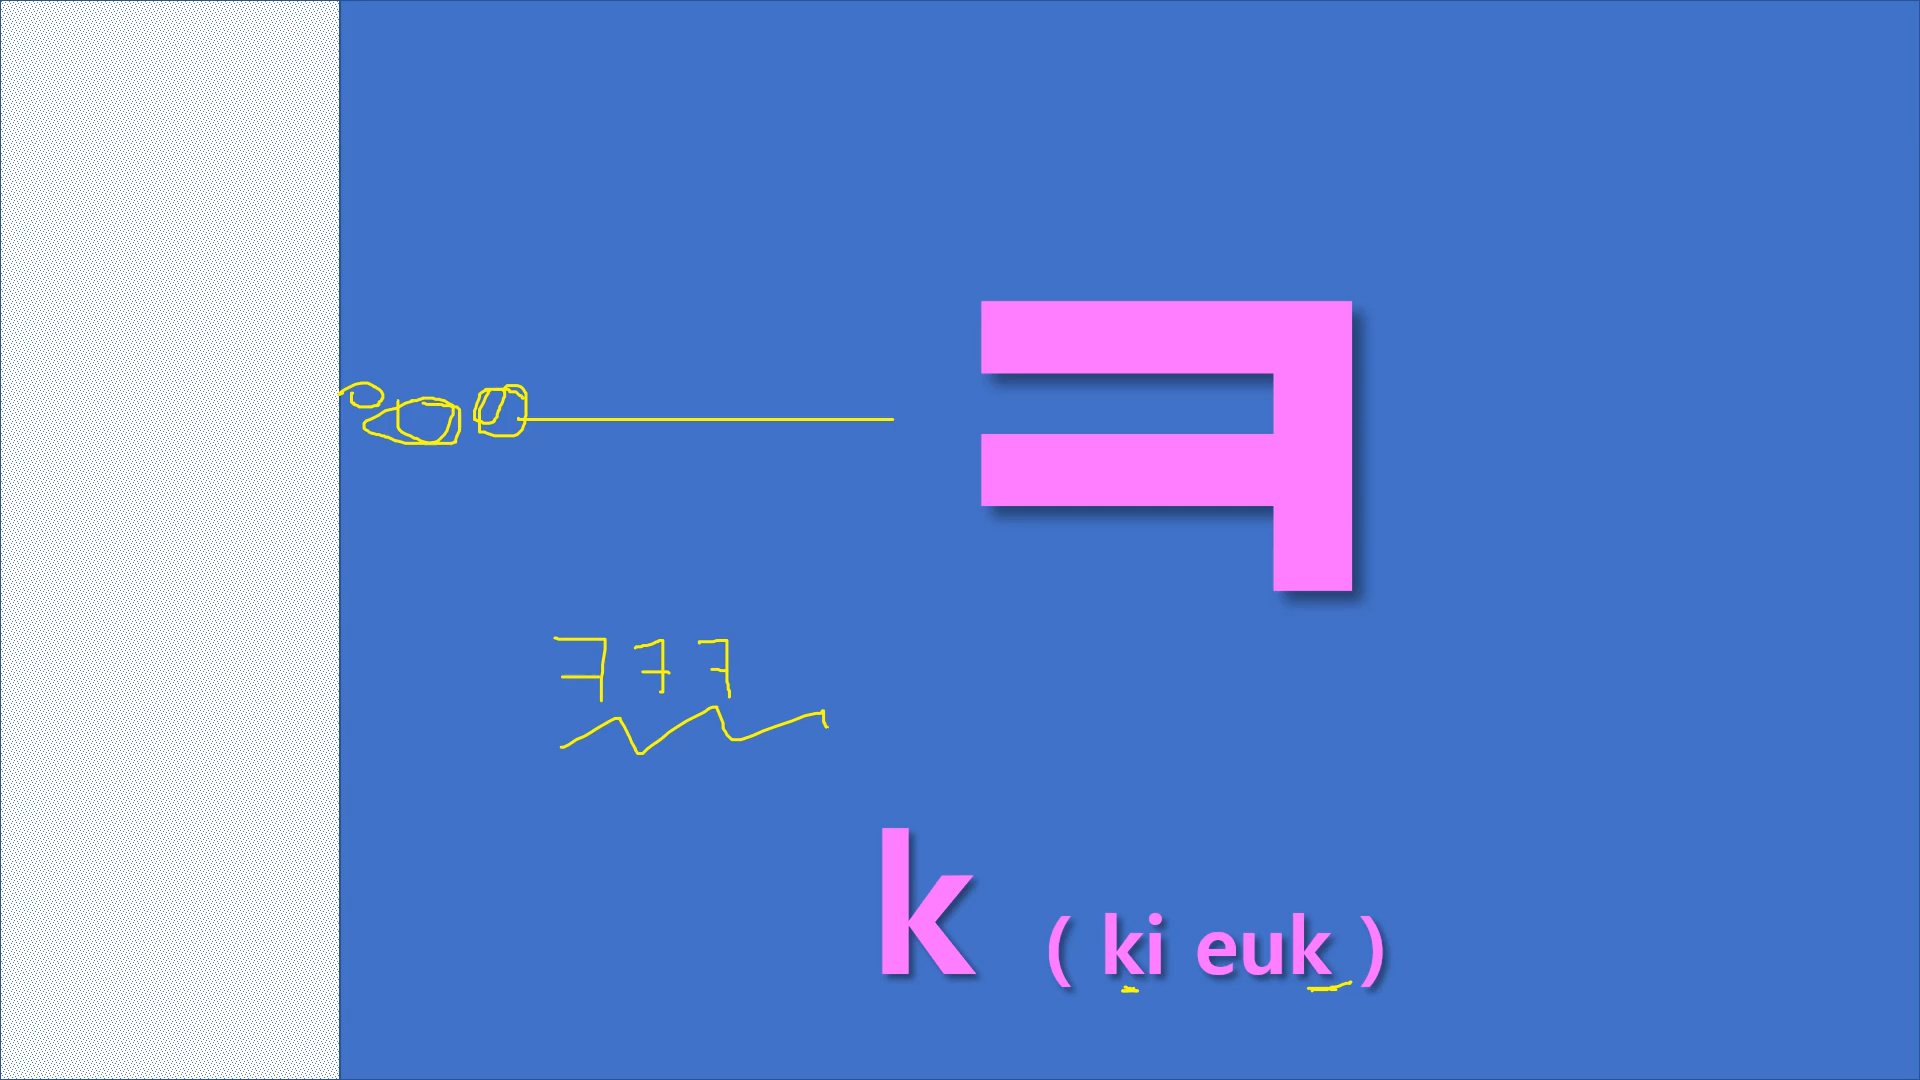 ㅋ
ㅋㅋㅋ
k ( ki euk )